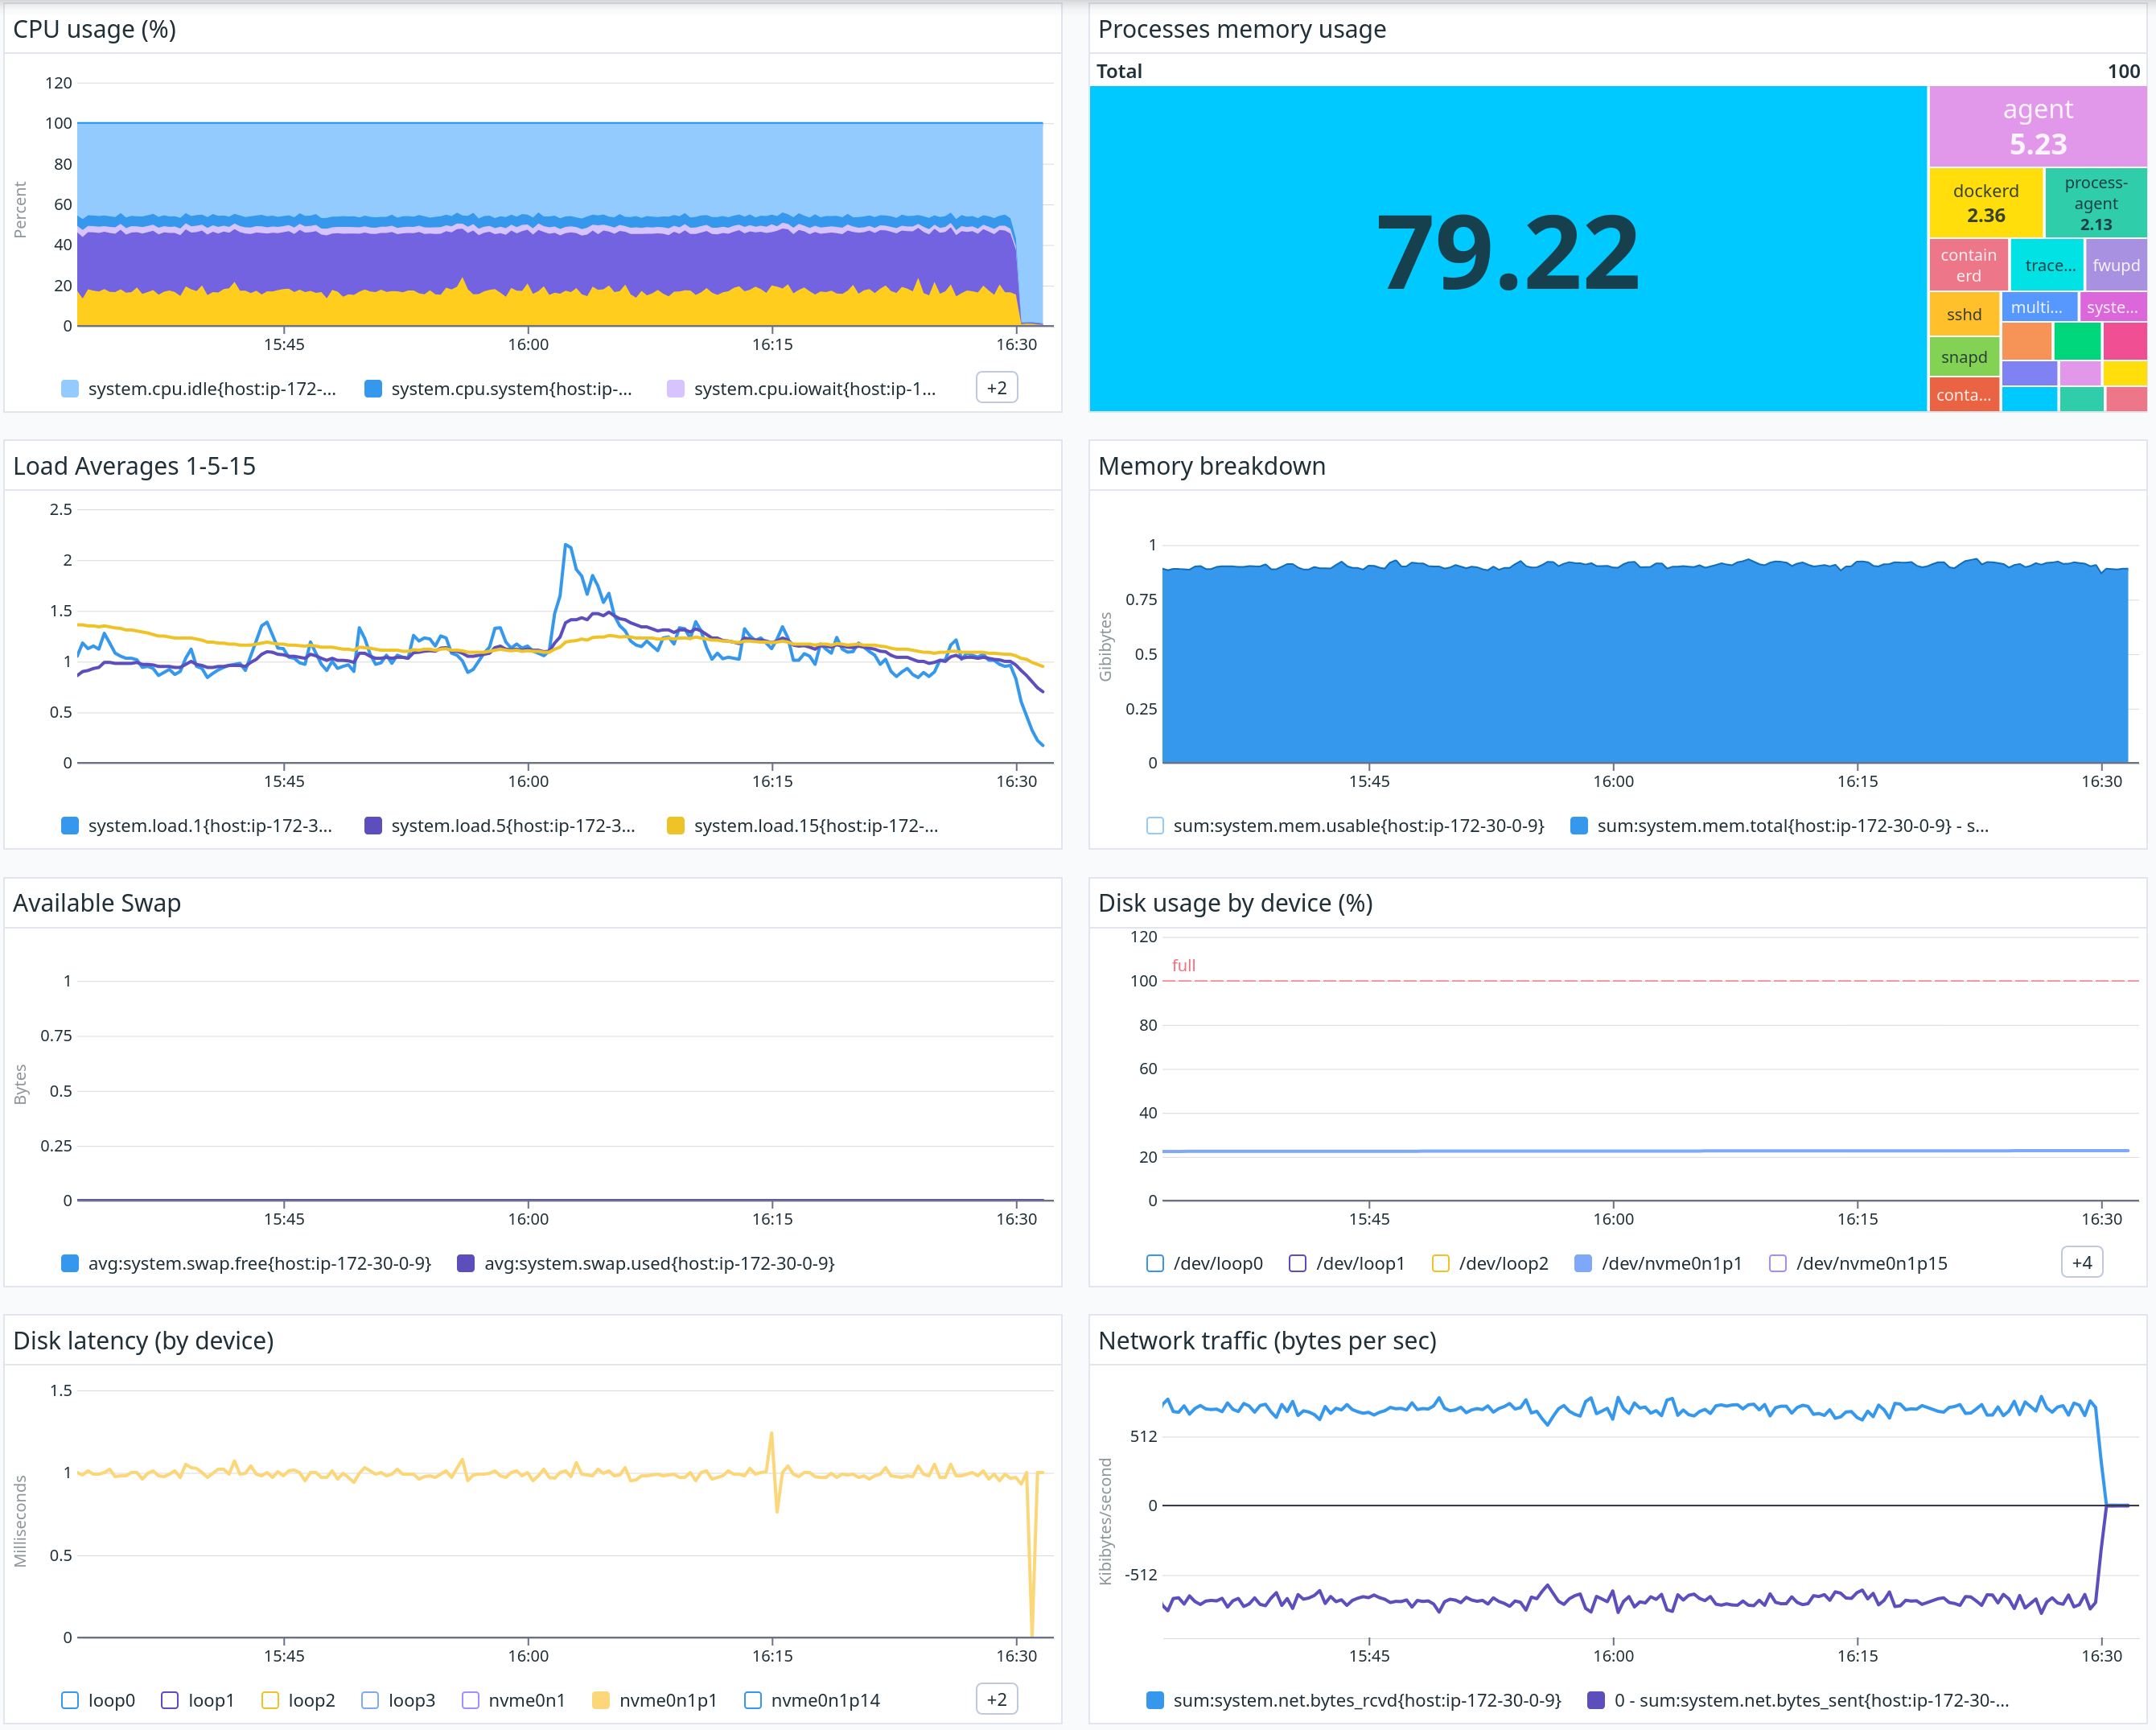 CPU usage (%)
120
100
80
60
40
20
0
Percent
15:45 16:00 16:15 16:30
system.cpu.idle{host:ip-172-... system.cpu.system{host:ip-... system.cpu.iowait{host:ip-1... +2
Processes memory usage
Total 100
79.22
agent
5.23
dockerd
2.36
process-
agent
2.13
contain
erd
trace...
fwupd
sshd
multi...
syste...
snapd
conta...
Load Averages 1-5-15
2.5
2
1.5
1
0.5
0
15:45 16:00 16:15 16:30
system.load.1{host:ip-172-3... system.load.5{host:ip-172-3... system.load.15{host:ip-172-...
Memory breakdown
1
0.75
0.5
0.25
0
Gibibytes
15:45 16:00 16:15 16:30
sum:system.mem.usable{host:ip-172-30-0-9} sum:system.mem.total{host:ip-172-30-0-9} - s...
Available Swap
1
0.75
0.5
0.25
0
Bytes
15:45 16:00 16:15 16:30
avg:system.swap.free{host:ip-172-30-0-9} avg:system.swap.used{host:ip-172-30-0-9}
Disk usage by device (%)
120
full
100
80
60
40
20
0
15:45 16:00 16:15 16:30
/dev/loop0 /dev/loop1 /dev/loop2 /dev/nvme0n1p1 /dev/nvme0n1p15 +4
Disk latency (by device)
1.5
1
0.5
0
Milliseconds
15:45 16:00 16:15 16:30
loop0 loop1 loop2 loop3 nvme0n1 nvme0n1p1 nvme0n1p14 +2
Network traffic (bytes per sec)
512
0
-512
Kibibytes/second
15:45 16:00 16:15 16:30
sum:system.net.bytes_rcvd{host:ip-172-30-0-9} 0 - sum:system.net.bytes_sent{host:ip-172-30-...